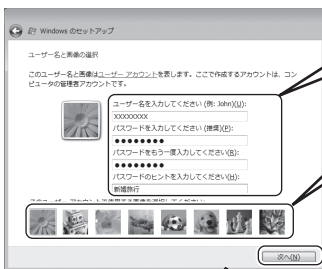 Windows のセットアップ
ユーザー名と画像の選択
このユーザー名と画像はユーザー アカウントを表します。ここで作成するアカウントは、コン
ピュータの管理者アカウントです。
ユーザー名を入力してください (例: John)(U):
XXXXXXXX
パスワードを入力してください (推奨)(P):
●●●●●●●●
パスワードをもう一度入力してください(R):
●●●●●●●●
パスワードのヒントを入力してください(H):
新婚旅行
次へ(N)